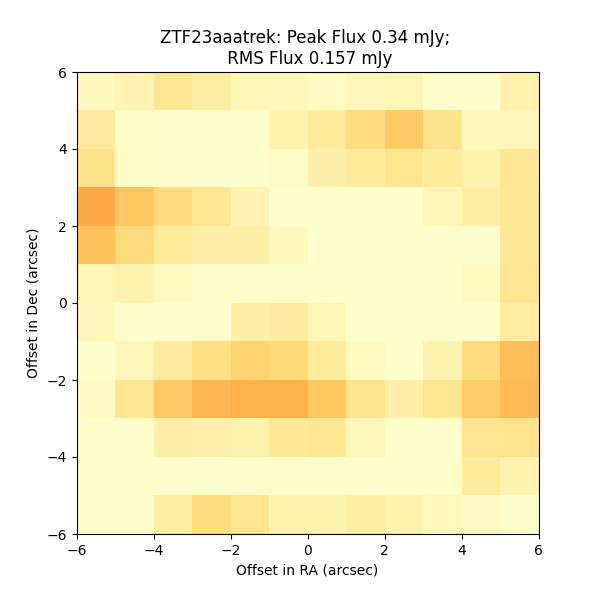 ZTF23aaatrek: Peak Flux 0.34 mJy;
RMS Flux 0.157 mJy
6
4
2
0
−2
−4
−6
Offset in Dec (arcsec)
−6 −4 −2 0 2 4 6
Offset in RA (arcsec)